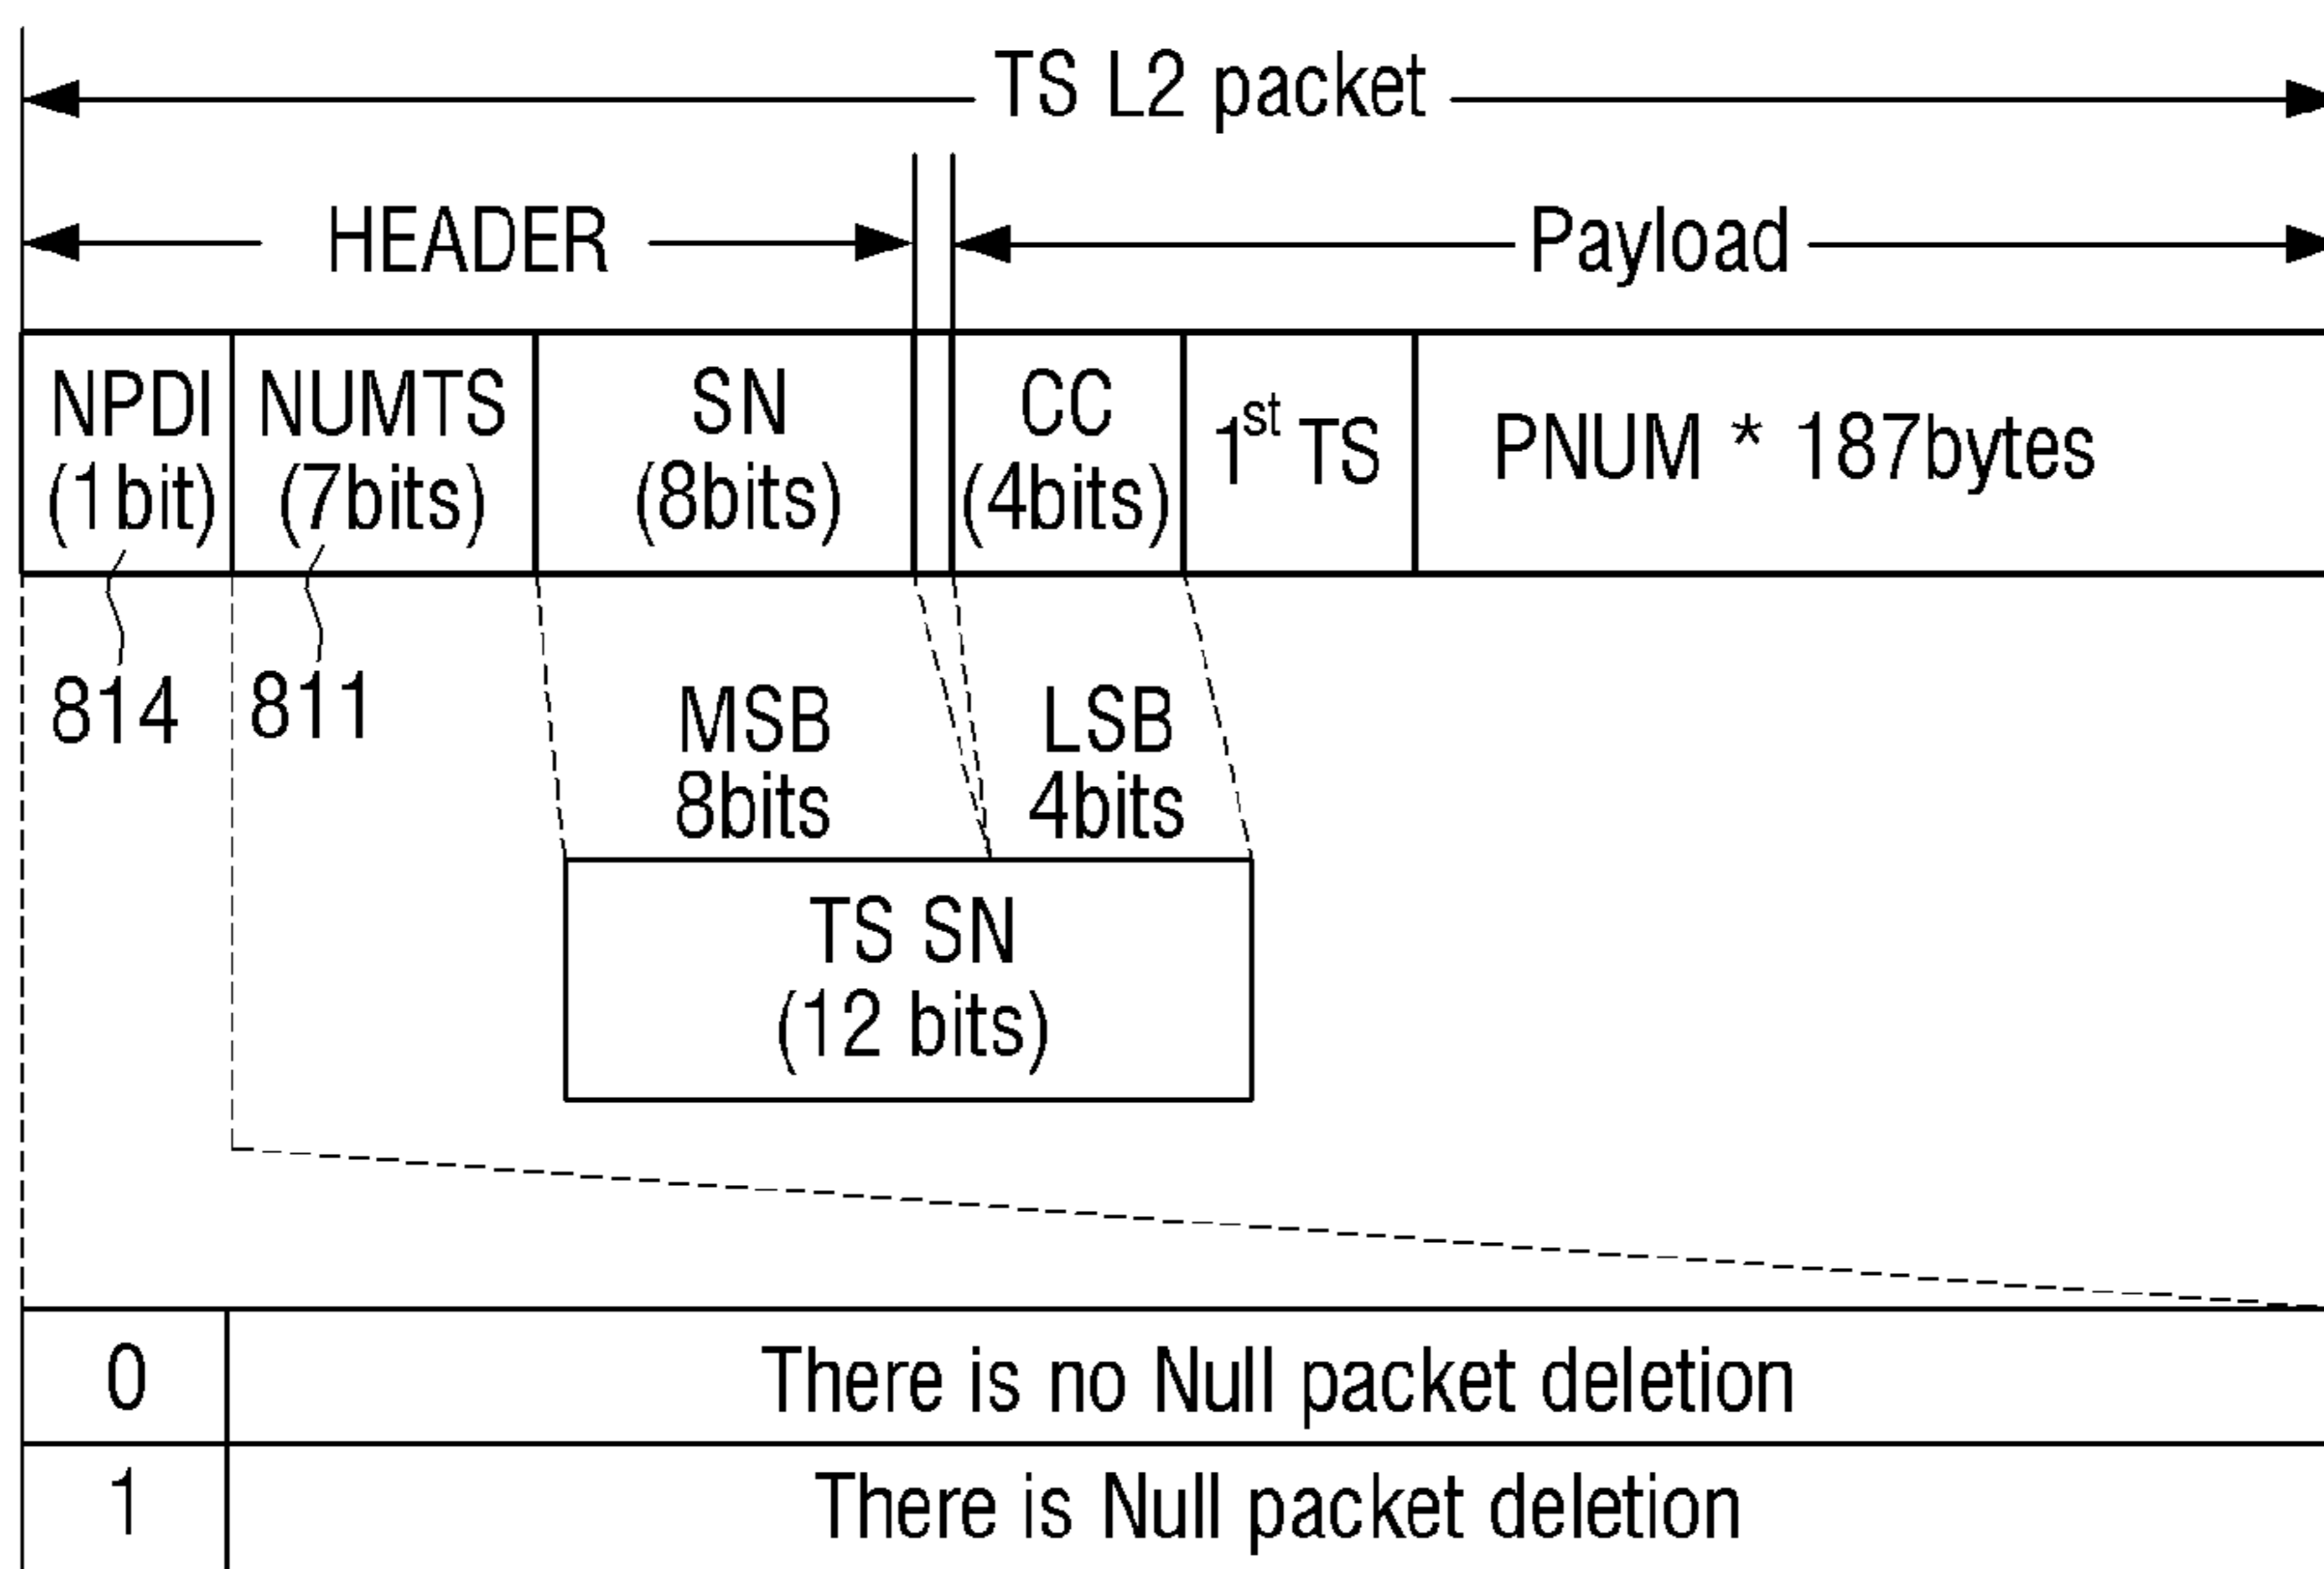 TS L2 packet
HEADER Payload
NPDI NUMTS SN CC 1st TS PNUM * 187bytes
(1bit) (7bits) (8bits) (4bits)
814 811
MSB LSB
8bits 4bits
TS SN
(12 bits)
0 There is no Null packet deletion
1 There is Null packet deletion